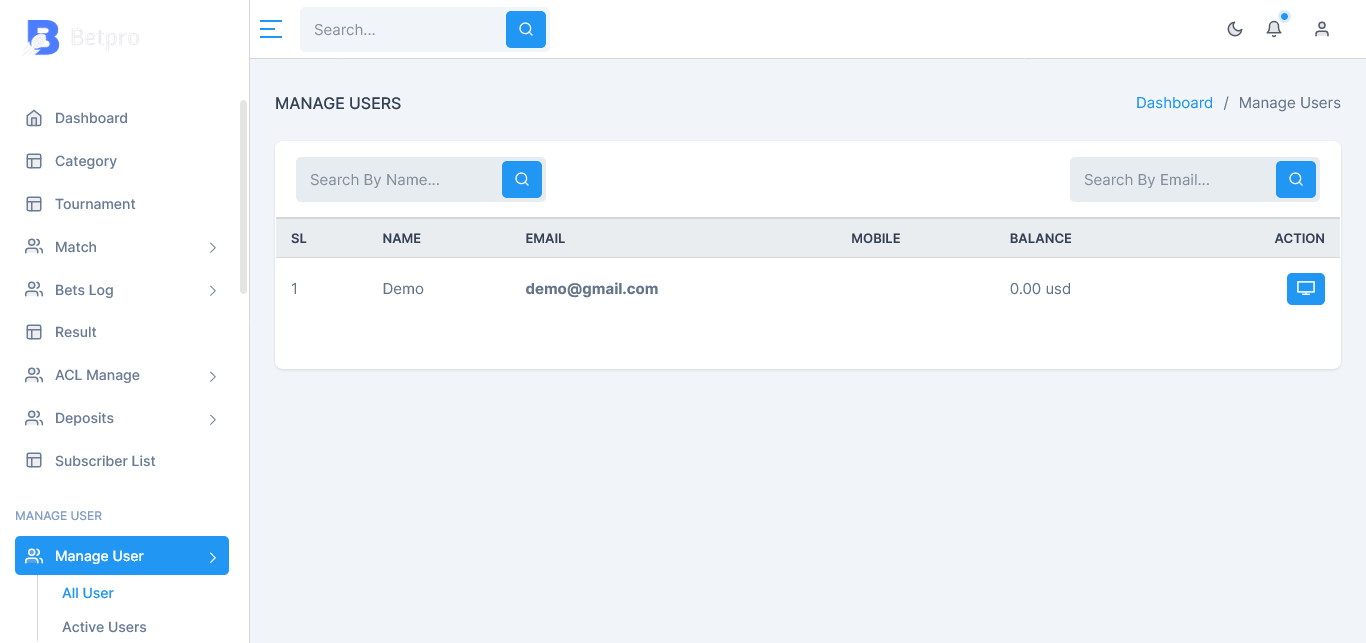 Betpro
Search...
Dashboard
Category
Tournament
Match
Bets Log
Result
ACL Manage
Deposits
Subscriber List
MANAGE USER
Manage User
All User
Active Users
MANAGE USERS
Dashboard / Manage Users
Search By Name...
Search By Email...
SL NAME EMAIL MOBILE BALANCE ACTION
1 Demo demo@gmail.com 0.00 usd